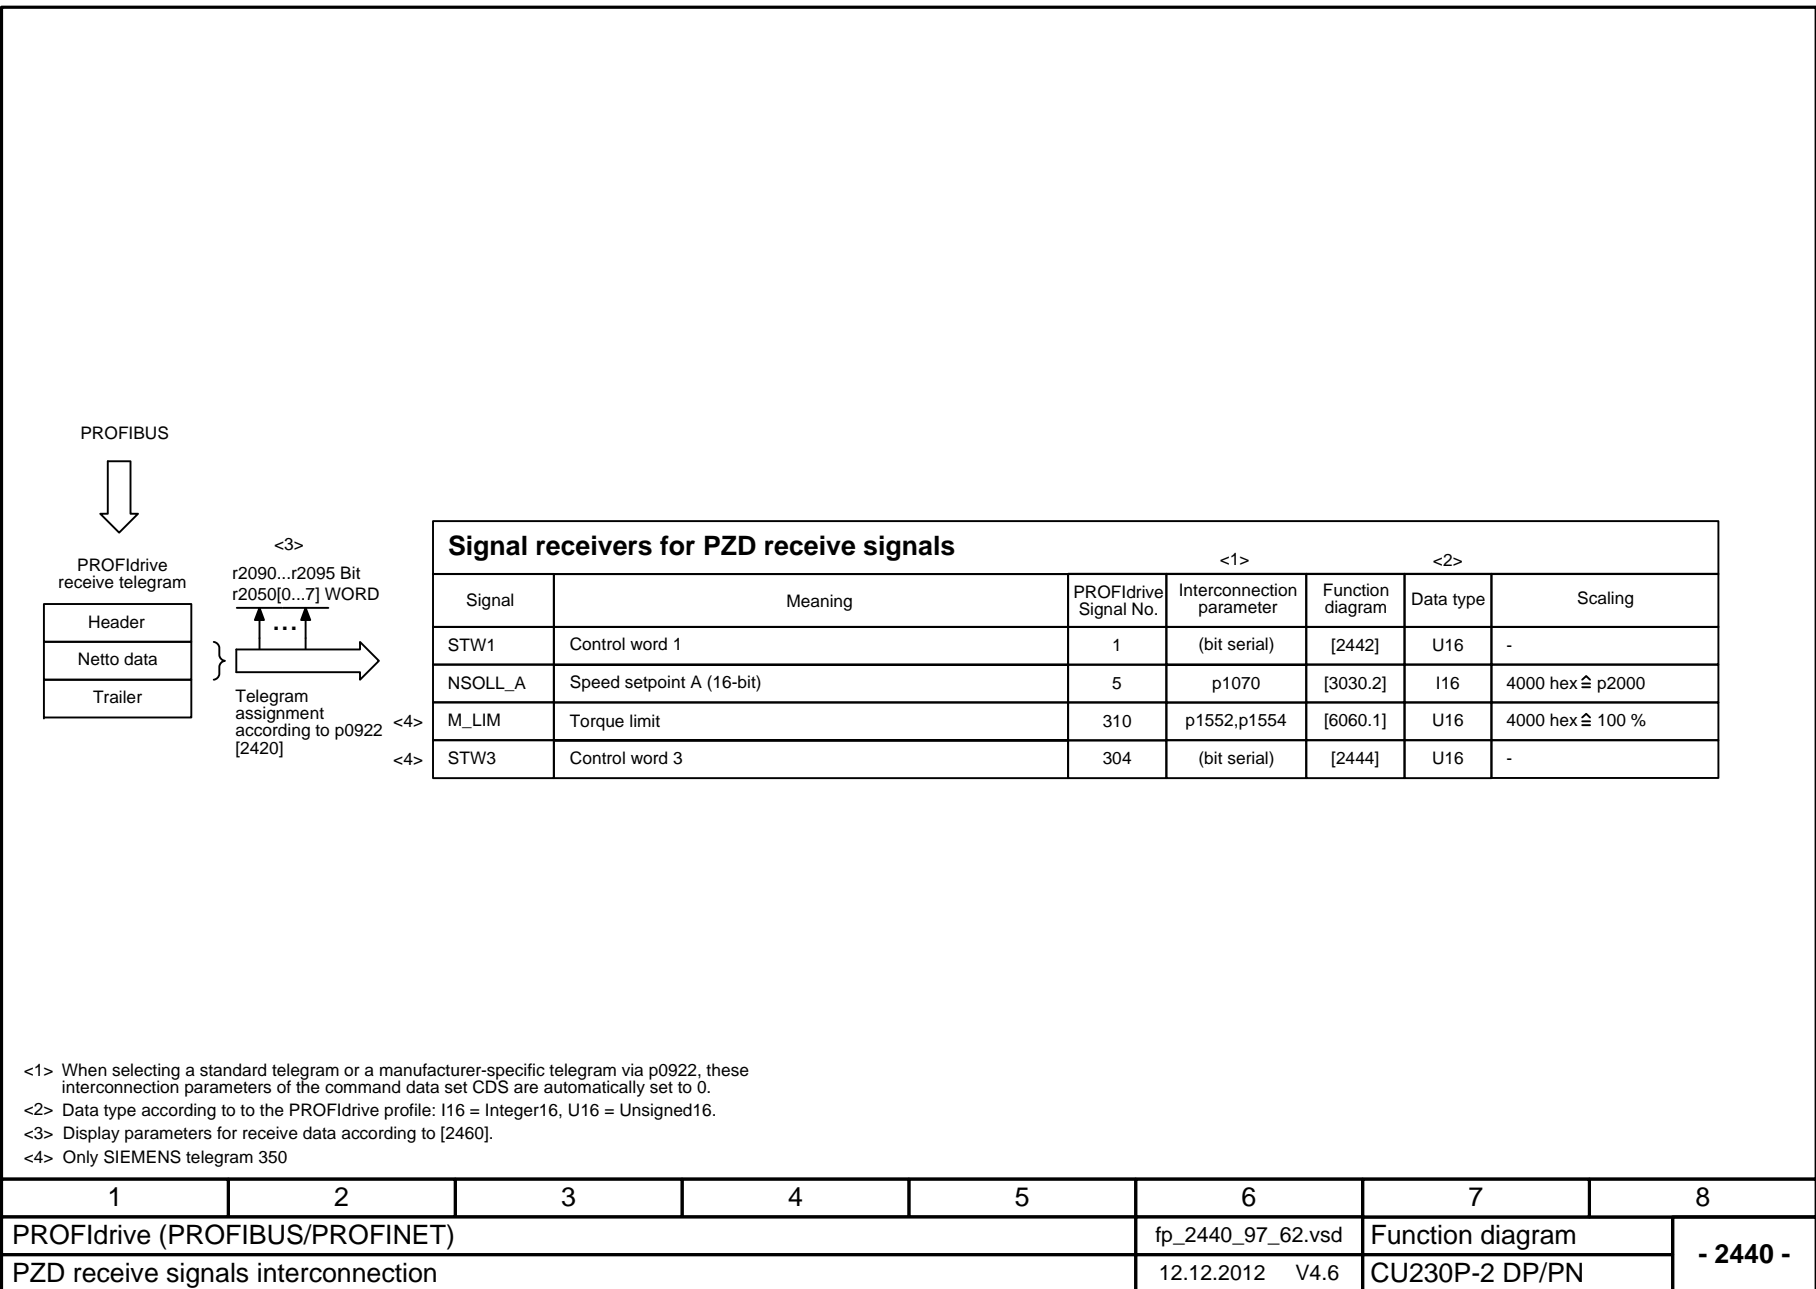 PROFIBUS
PROFIdrive
receive telegram
Header
Netto data
Trailer
<3>
r2090...r2095 Bit
r2050[0...7] WORD
...
Telegram
assignment
according to p0922
[2420]
<4>
<4>
Signal receivers for PZD receive signals
<1> <2>
Signal Meaning PROFIdrive Signal No. Interconnection parameter Function diagram Data type Scaling
STW1 Control word 1 1 (bit serial) [2442] U16 -
NSOLL_A Speed setpoint A (16-bit) 5 p1070 [3030.2] I16 4000 hex ≙ p2000
M_LIM Torque limit 310 p1552,p1554 [6060.1] U16 4000 hex ≙ 100 %
STW3 Control word 3 304 (bit serial) [2444] U16 -
<1> When selecting a standard telegram or a manufacturer-specific telegram via p0922, these
interconnection parameters of the command data set CDS are automatically set to 0.
<2> Data type according to to the PROFIdrive profile: I16 = Integer16, U16 = Unsigned16.
<3> Display parameters for receive data according to [2460].
<4> Only SIEMENS telegram 350
1 2 3 4 5 6 7 8
PROFIdrive (PROFIBUS/PROFINET) fp_2440_97_62.vsd Function diagram
- 2440 -
PZD receive signals interconnection 12.12.2012 V4.6 CU230P-2 DP/PN